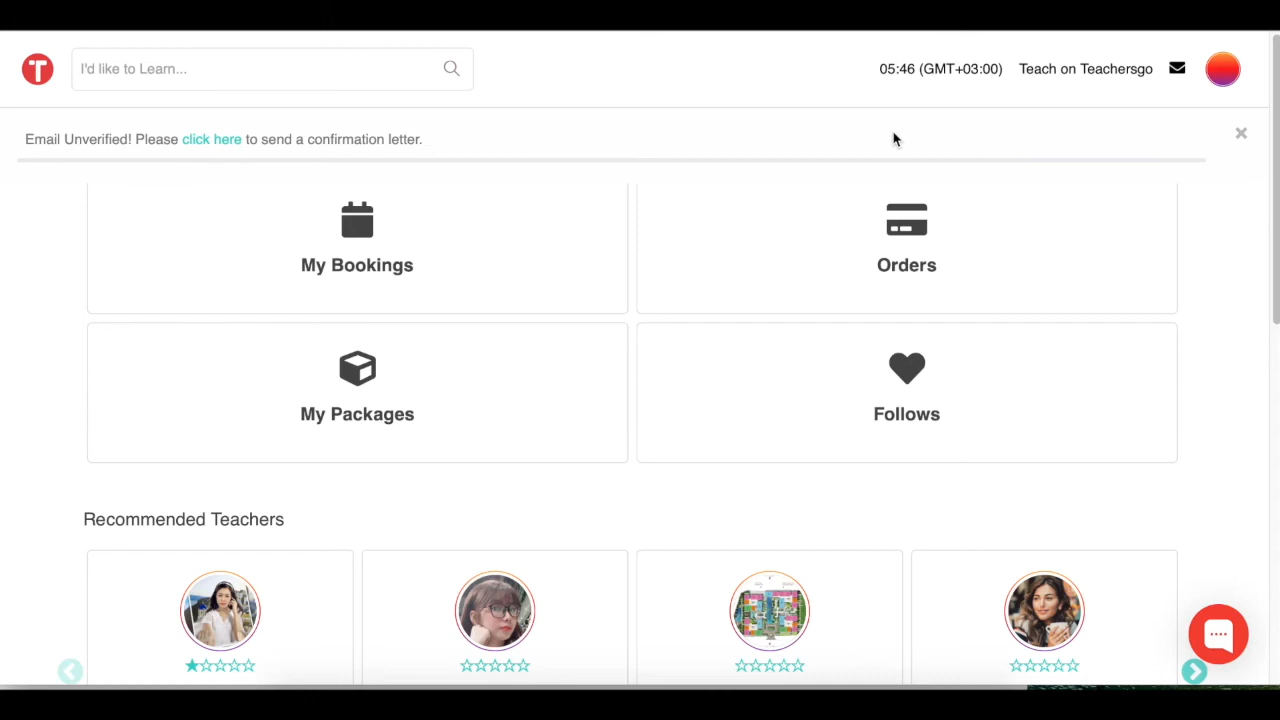 T
I'd like to Learn...
05:46 (GMT+03:00)
Teach on Teachersgo
Email Unverified! Please click here to send a confirmation letter.
My Bookings
Orders
My Packages
Follows
Recommended Teachers